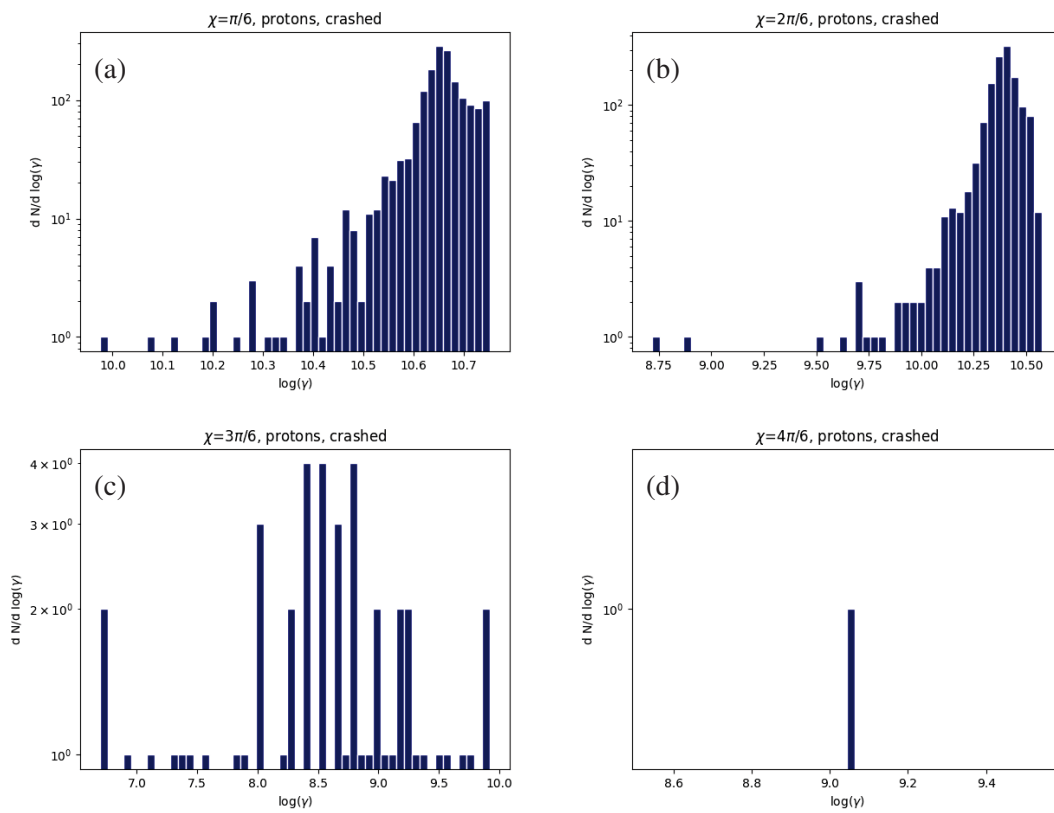 χ=π/6, protons, crashed
(a)
10²
10¹
10⁰
d N/d log(γ)
10.0 10.1 10.2 10.3 10.4 10.5 10.6 10.7
log(γ)
χ=2π/6, protons, crashed
(b)
10²
10¹
10⁰
d N/d log(γ)
8.75 9.00 9.25 9.50 9.75 10.00 10.25 10.50
log(γ)
χ=3π/6, protons, crashed
(c)
4 × 10⁰
3 × 10⁰
2 × 10⁰
10⁰
d N/d log(γ)
7.0 7.5 8.0 8.5 9.0 9.5 10.0
log(γ)
χ=4π/6, protons, crashed
(d)
10⁰
d N/d log(γ)
8.6 8.8 9.0 9.2 9.4
log(γ)